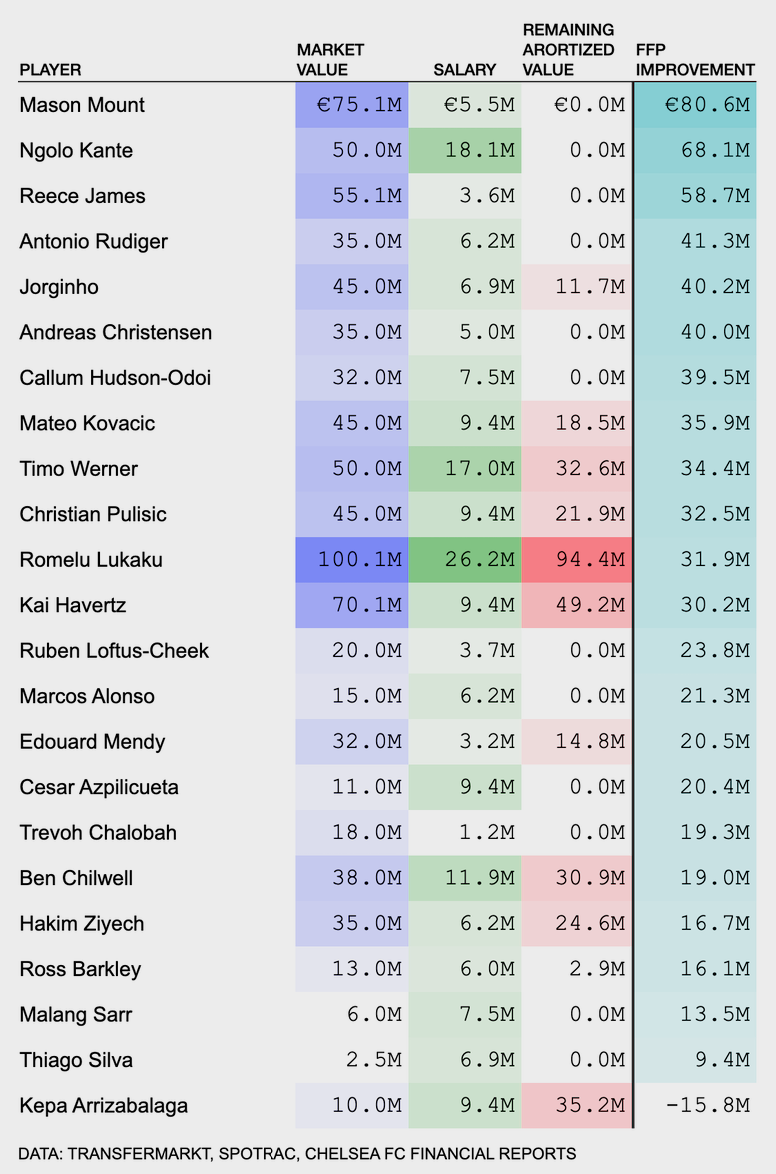 PLAYER MARKET VALUE SALARY REMAINING ARORTIZED VALUE FFP IMPROVEMENT
Mason Mount €75.1M €5.5M €0.0M €80.6M
Ngolo Kante 50.0M 18.1M 0.0M 68.1M
Reece James 55.1M 3.6M 0.0M 58.7M
Antonio Rudiger 35.0M 6.2M 0.0M 41.3M
Jorginho 45.0M 6.9M 11.7M 40.2M
Andreas Christensen 35.0M 5.0M 0.0M 40.0M
Callum Hudson-Odoi 32.0M 7.5M 0.0M 39.5M
Mateo Kovacic 45.0M 9.4M 18.5M 35.9M
Timo Werner 50.0M 17.0M 32.6M 34.4M
Christian Pulisic 45.0M 9.4M 21.9M 32.5M
Romelu Lukaku 100.1M 26.2M 94.4M 31.9M
Kai Havertz 70.1M 9.4M 49.2M 30.2M
Ruben Loftus-Cheek 20.0M 3.7M 0.0M 23.8M
Marcos Alonso 15.0M 6.2M 0.0M 21.3M
Edouard Mendy 32.0M 3.2M 14.8M 20.5M
Cesar Azpilicueta 11.0M 9.4M 0.0M 20.4M
Trevoh Chalobah 18.0M 1.2M 0.0M 19.3M
Ben Chilwell 38.0M 11.9M 30.9M 19.0M
Hakim Ziyech 35.0M 6.2M 24.6M 16.7M
Ross Barkley 13.0M 6.0M 2.9M 16.1M
Malang Sarr 6.0M 7.5M 0.0M 13.5M
Thiago Silva 2.5M 6.9M 0.0M 9.4M
Kepa Arrizabalaga 10.0M 9.4M 35.2M -15.8M
DATA: TRANSFERMARKT, SPOTRAC, CHELSEA FC FINANCIAL REPORTS